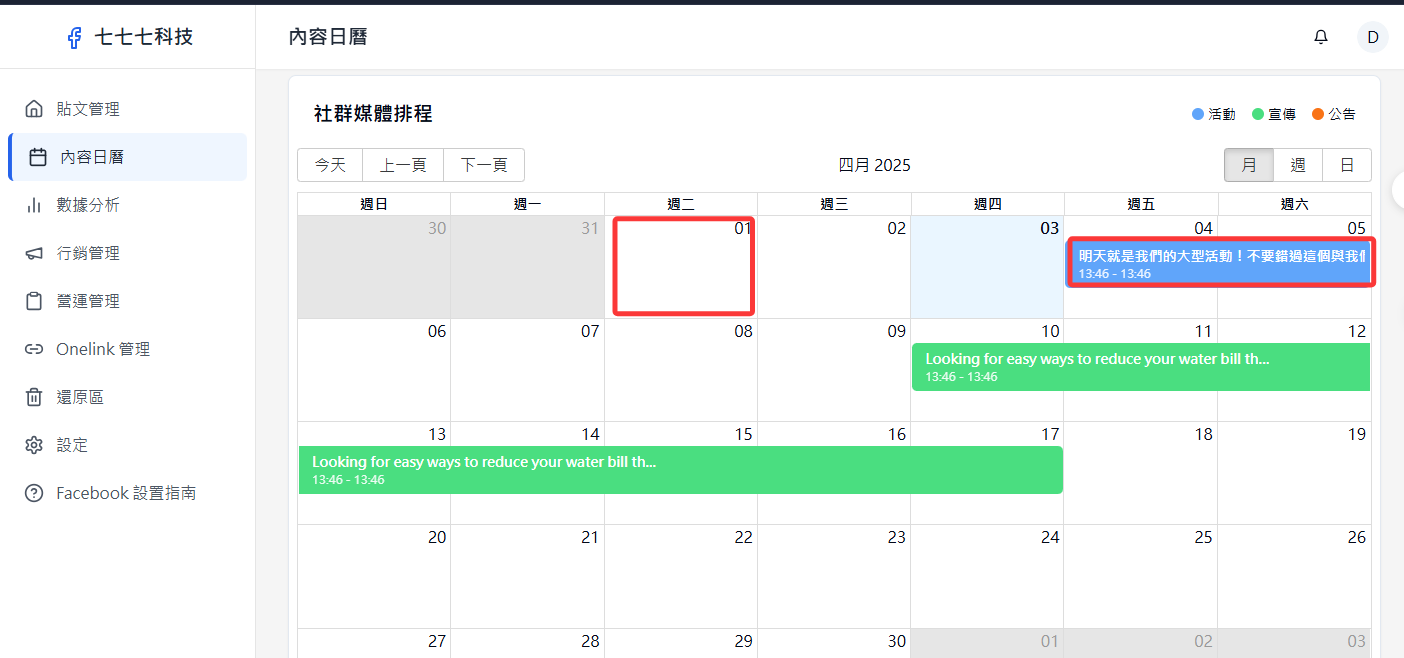 七七七科技
內容日曆
D
貼文管理
內容日曆
數據分析
行銷管理
營運管理
Onelink 管理
還原區
設定
Facebook 設置指南
社群媒體排程
活動 宣傳 公告
今天 上一頁 下一頁
四月 2025
月 週 日
週日 週一 週二 週三 週四 週五 週六
30 31 01 02 03 04 05
明天就是我們的大型活動！不要錯過這個與我們
13:46 - 13:46
06 07 08 09 10 11 12
Looking for easy ways to reduce your water bill th...
13:46 - 13:46
13 14 15 16 17 18 19
Looking for easy ways to reduce your water bill th...
13:46 - 13:46
20 21 22 23 24 25 26
27 28 29 30 01 02 03